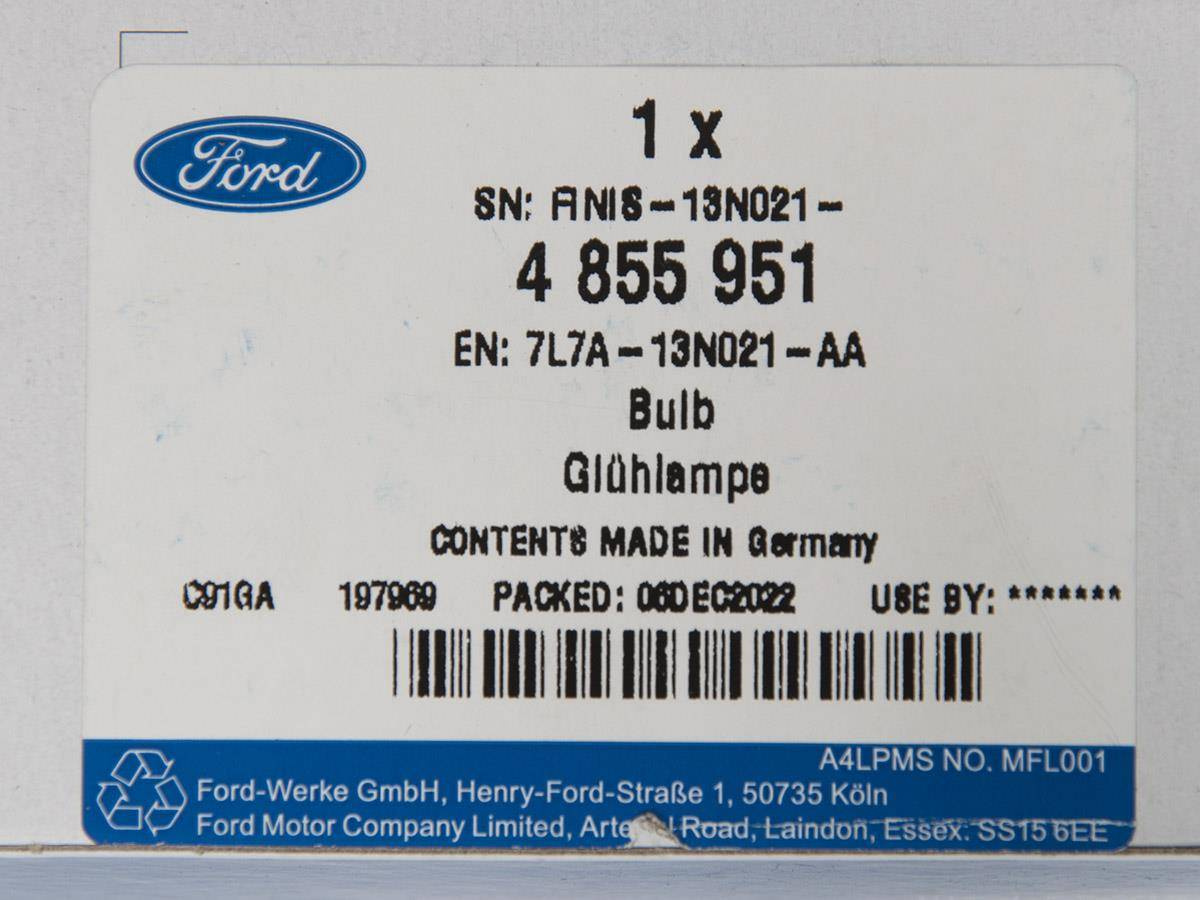 Ford
1 x
SN: FINIS-13N021-
4 855 951
EN: 7L7A-13N021-AA
Bulb
Glühlampe
CONTENTS MADE IN Germany
C91GA 197969 PACKED: 06DEC2022 USE BY: *******
A4LPMS NO. MFL001
Ford-Werke GmbH, Henry-Ford-Straße 1, 50735 Köln
Ford Motor Company Limited, Road, Laindon, Essex. SS15 6EE